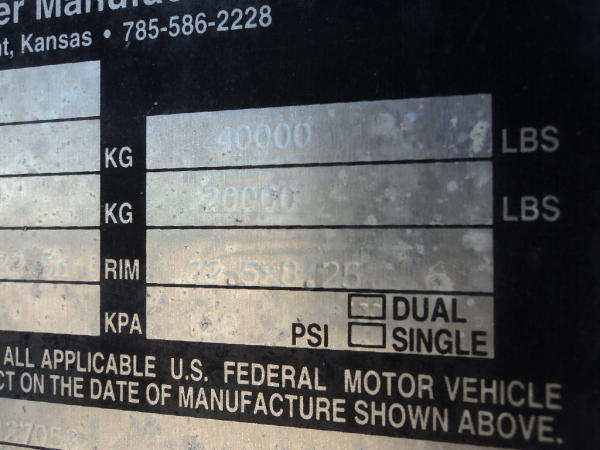 er Manufac
nt, Kansas • 785-586-2228
KG 40000 LBS
KG 20000 LBS
RIM 22.5x8.25
KPA PSI DUAL
SINGLE
ALL APPLICABLE U.S. FEDERAL MOTOR VEHICLE
CT ON THE DATE OF MANUFACTURE SHOWN ABOVE.